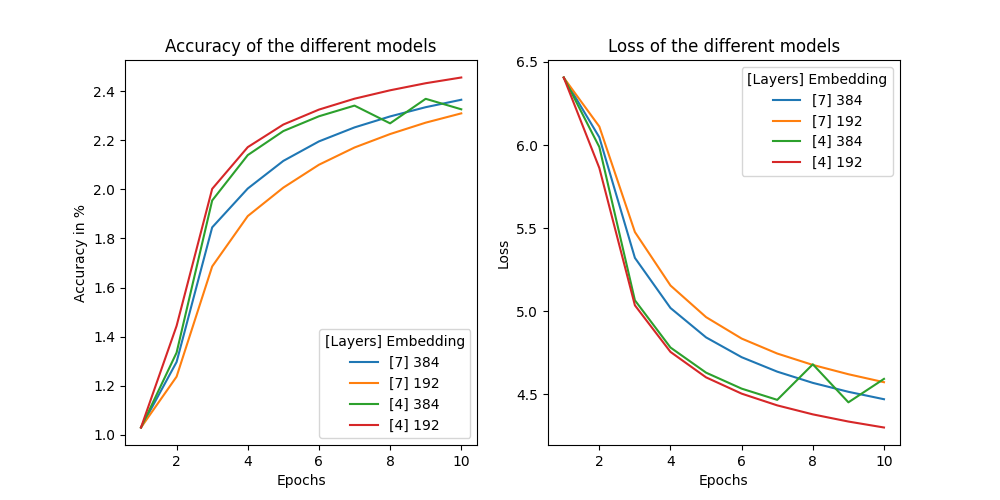 Accuracy of the different models
Accuracy in %
2.4
2.2
2.0
1.8
1.6
1.4
1.2
1.0
[Layers] Embedding
[7] 384
[7] 192
[4] 384
[4] 192
2 4 6 8 10
Epochs
Loss of the different models
Loss
6.5
6.0
5.5
5.0
4.5
[Layers] Embedding
[7] 384
[7] 192
[4] 384
[4] 192
2 4 6 8 10
Epochs